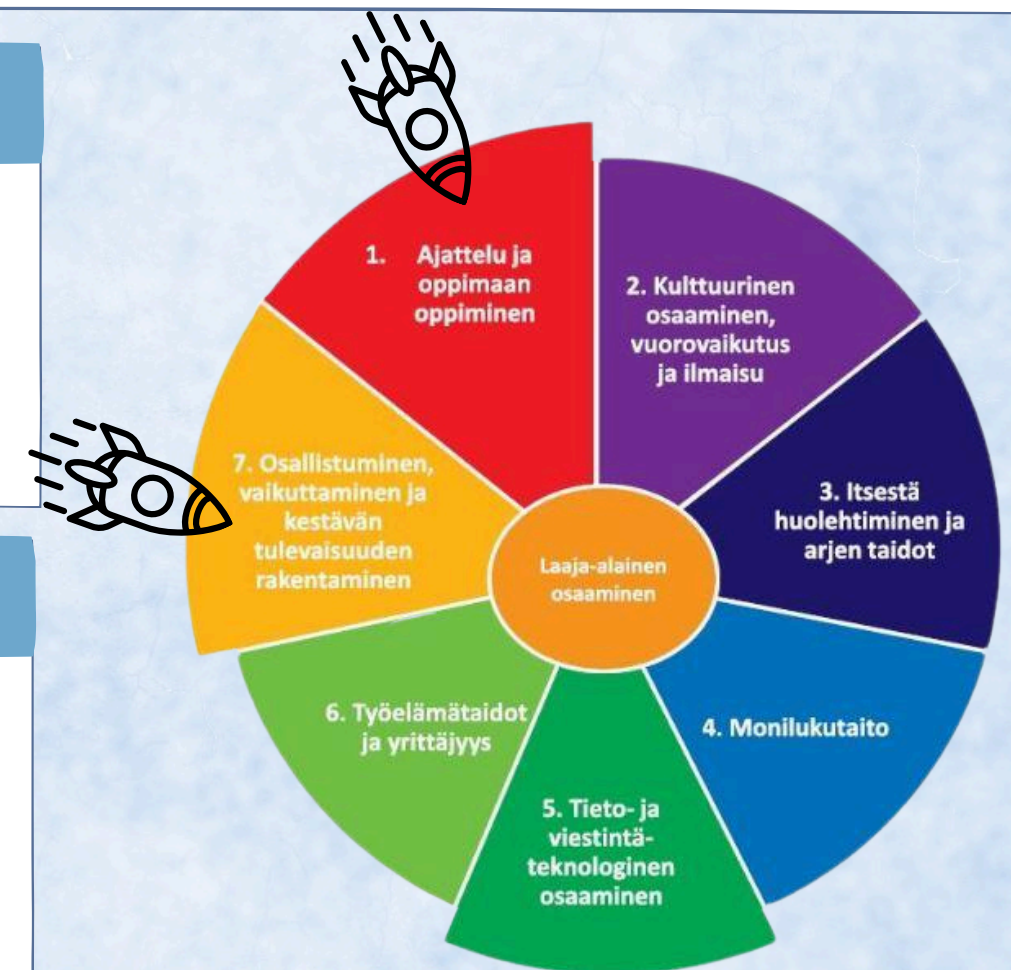 1. Ajattelu ja
oppimaan
oppiminen
2. Kulttuurinen
osaaminen,
vuorovaikutus
ja ilmaisu
3. Itsestä
huolehtiminen ja
arjen taidot
4. Monilukutaito
5. Tieto- ja
viestintä-
teknologinen
osaaminen
6. Työelämätaidot
ja yrittäjyys
7. Osallistuminen,
vaikuttaminen ja
kestävän
tulevaisuuden
rakentaminen
Laaja-alainen
osaaminen